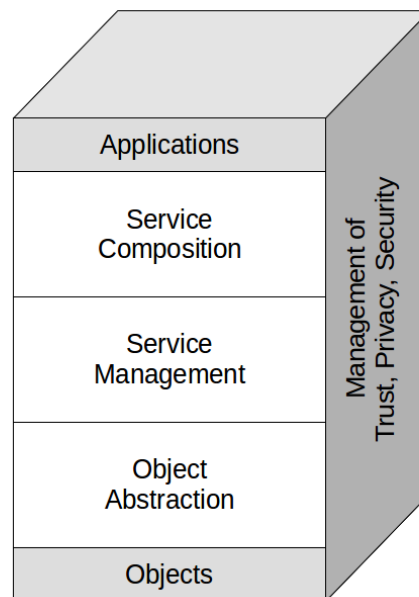 Applications
Service
Composition
Service
Management
Object
Abstraction
Objects
Management of
Trust, Privacy, Security